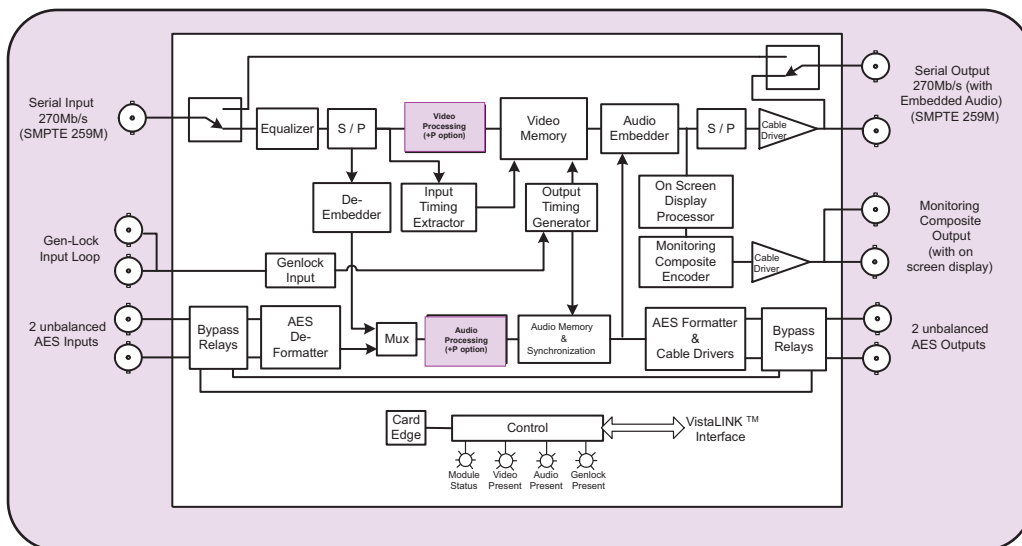 Serial Input
270Mb/s
(SMPTE 259M)
Equalizer
S / P
Video
Processing
(+P option)
Video
Memory
Audio
Embedder
S / P
Cable
Driver
Serial Output
270Mb/s (with
Embedded Audio)
(SMPTE 259M)
De-
Embedder
Input
Timing
Extractor
Output
Timing
Generator
On Screen
Display
Processor
Gen-Lock
Input Loop
Genlock
Input
Monitoring
Composite
Encoder
Cable
Driver
Monitoring
Composite
Output
(with on
screen display)
2 unbalanced
AES Inputs
Bypass
Relays
AES
De-
Formatter
Mux
Audio
Processing
(+P option)
Audio Memory
&
Synchronization
AES Formatter
&
Cable Drivers
Bypass
Relays
2 unbalanced
AES Outputs
Card
Edge
Control
VistaLINK ™
Interface
Module
Status
Video
Present
Audio
Present
Genlock
Present